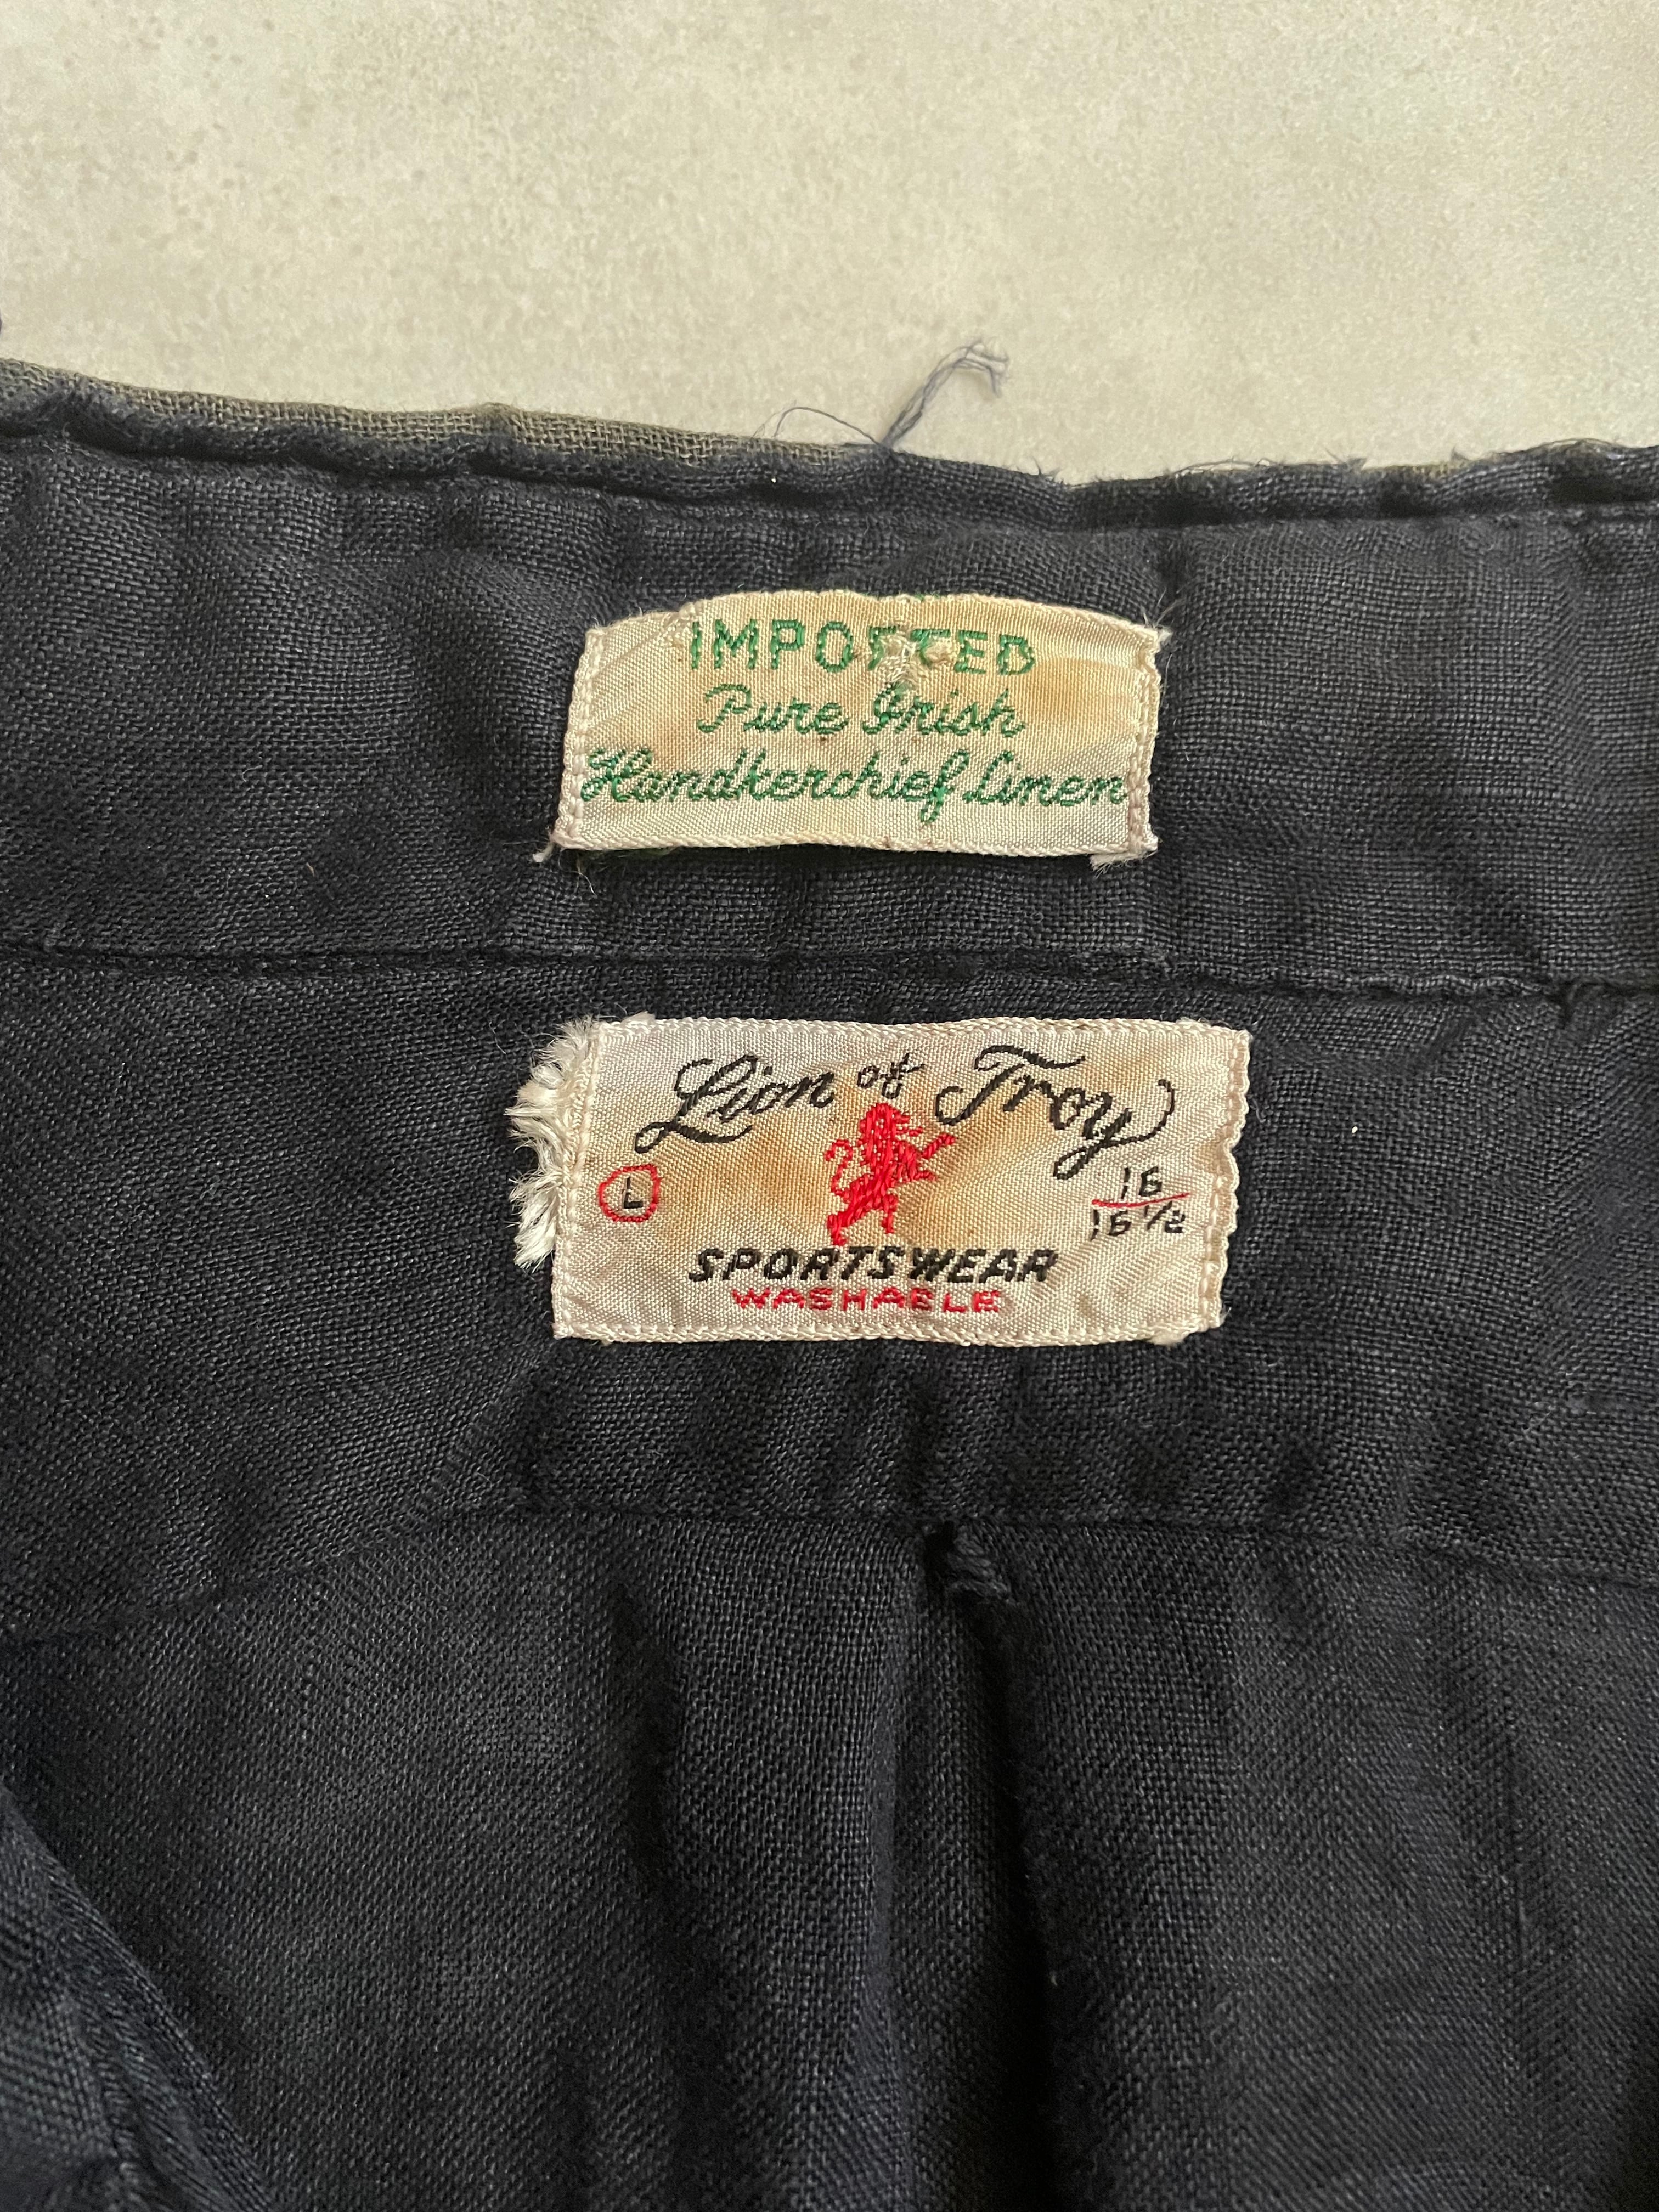 IMPORTED
Pure Irish
Handkerchief Linen
Lion of Troy
L
16
16 1/2
SPORTSWEAR
WASHABLE